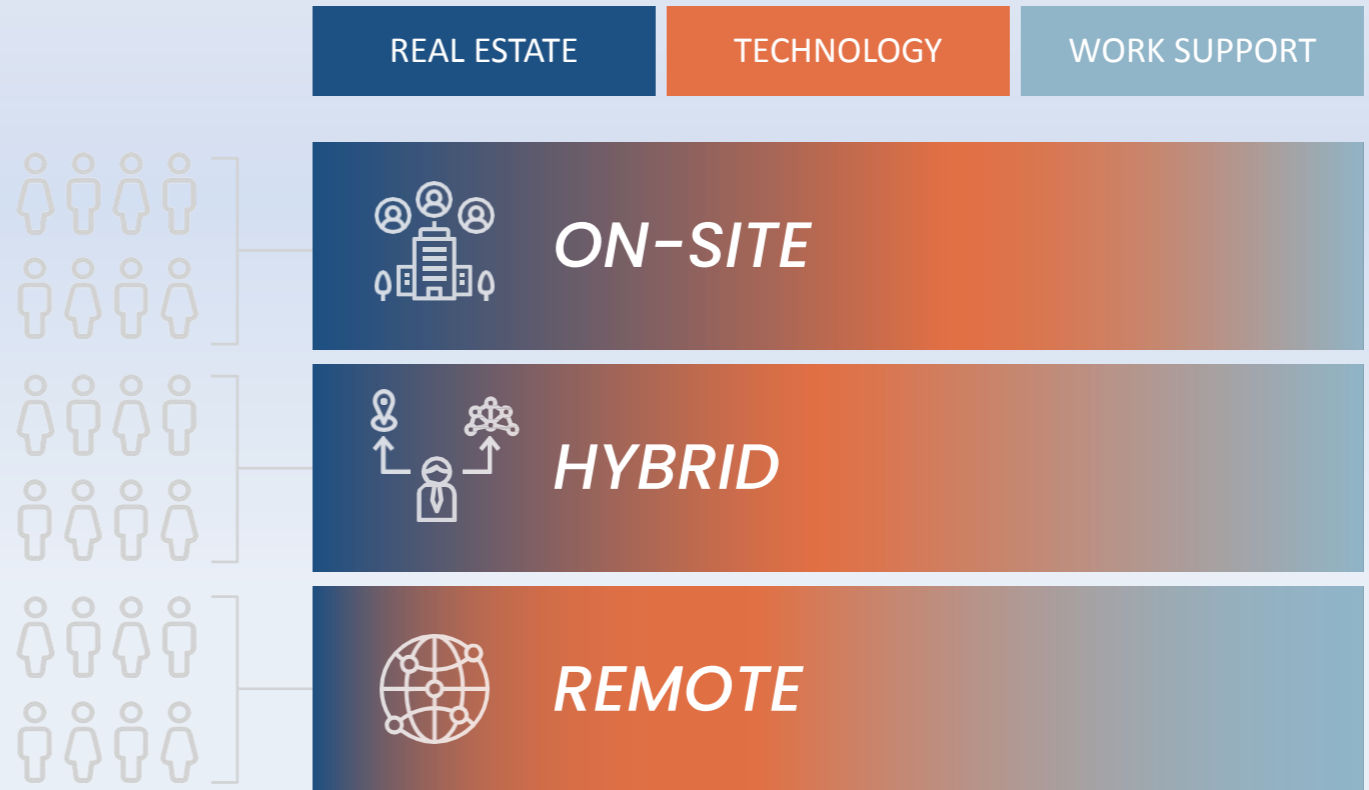 REAL ESTATE
TECHNOLOGY
WORK SUPPORT
ON-SITE
HYBRID
REMOTE